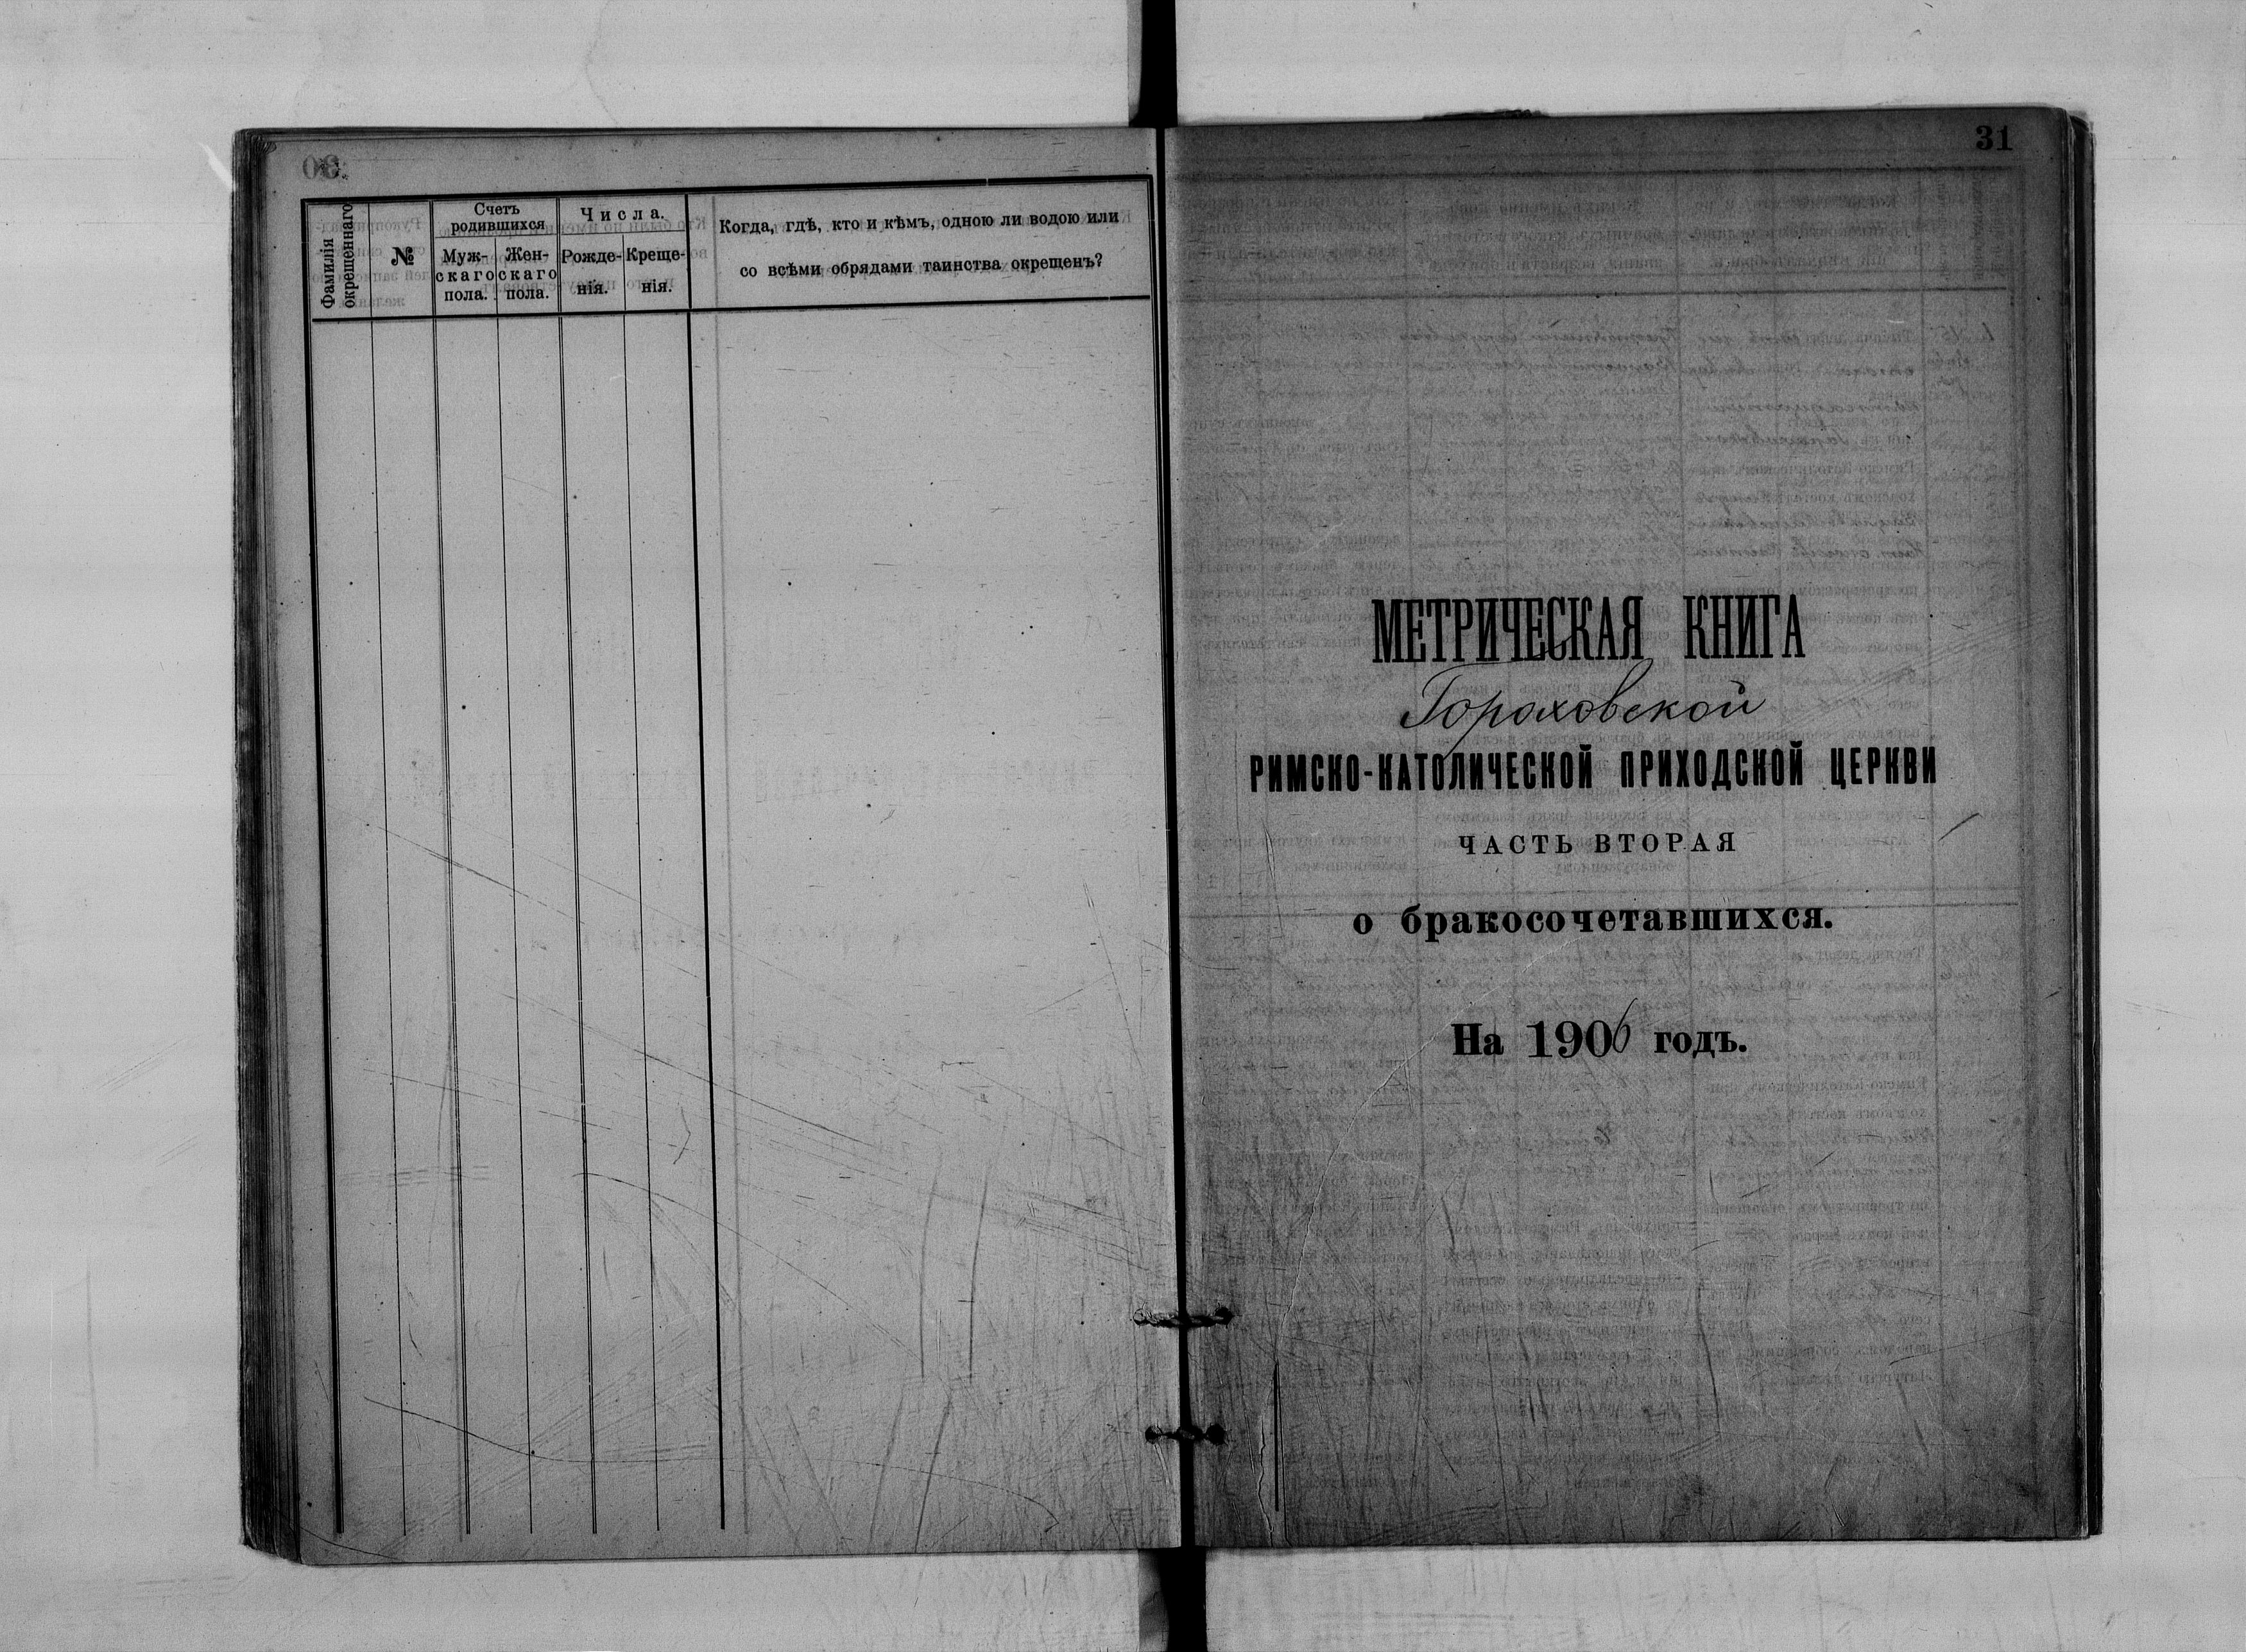 Фамилія
окрещеннаго
№
Счетъ
родившихся
Муж-
скаго
пола.
Жен-
скаго
пола.
Числа.
Рожде-
нія.
Креще-
нія.
Когда, гдѣ, кто и кѣмъ, одною ли водою или
со всѣми обрядами таинства окрещенъ?
31
МЕТРИЧЕСКАЯ КНИГА
Гороховской
РИМСКО-КАТОЛИЧЕСКОЙ ПРИХОДСКОЙ ЦЕРКВИ
ЧАСТЬ ВТОРАЯ
о бракосочетавшихся.
На 1906 годъ.